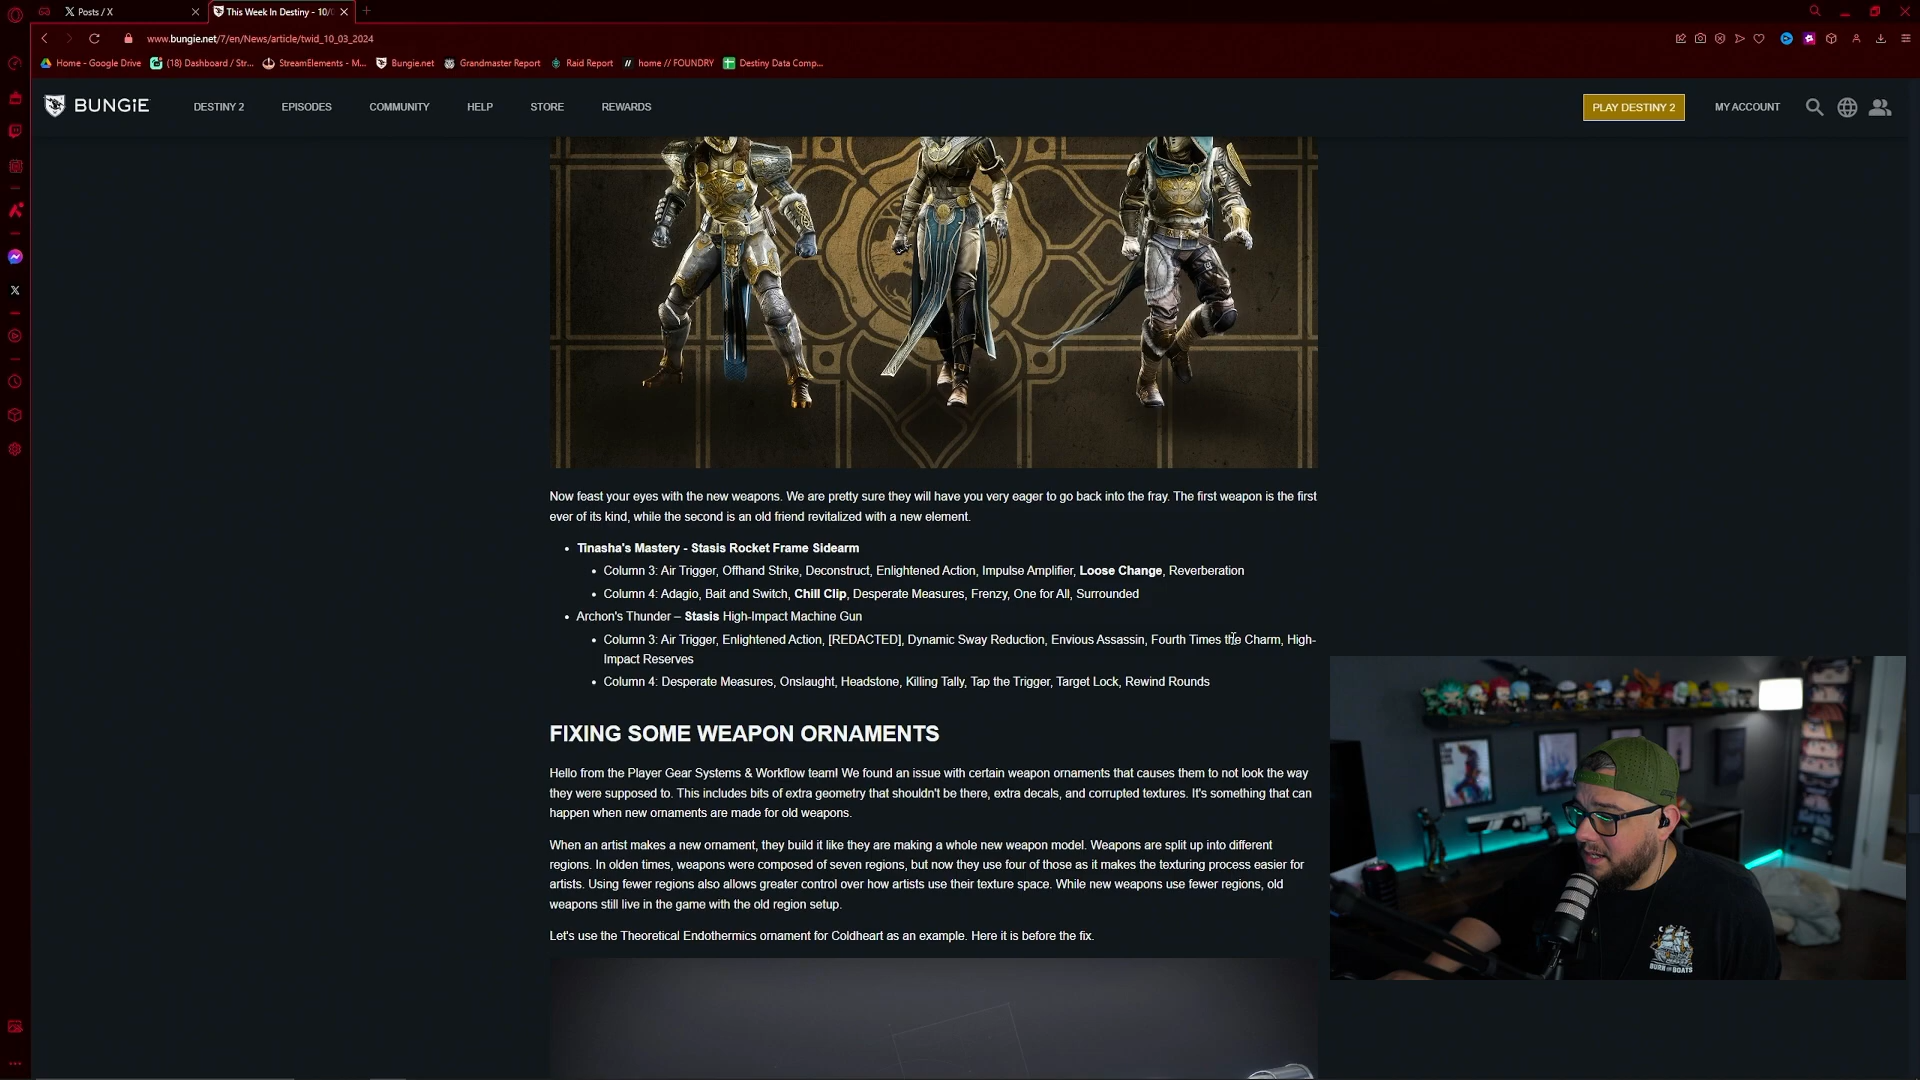 Posts / X
This Week In Destiny - 10/0
www.bungie.net/7/en/News/article/twid_10_03_2024
Home - Google Drive
(18) Dashboard / Str...
StreamElements - M...
Bungie.net
Grandmaster Report
Raid Report
home // FOUNDRY
Destiny Data Comp...
BUNGiE
DESTINY 2
EPISODES
COMMUNITY
HELP
STORE
REWARDS
PLAY DESTINY 2
MY ACCOUNT
Now feast your eyes with the new weapons. We are pretty sure they will have you very eager to go back into the fray. The first weapon is the first
ever of its kind, while the second is an old friend revitalized with a new element.
Tinasha's Mastery - Stasis Rocket Frame Sidearm
Column 3: Air Trigger, Offhand Strike, Deconstruct, Enlightened Action, Impulse Amplifier, Loose Change, Reverberation
Column 4: Adagio, Bait and Switch, Chill Clip, Desperate Measures, Frenzy, One for All, Surrounded
Archon's Thunder – Stasis High-Impact Machine Gun
Column 3: Air Trigger, Enlightened Action, [REDACTED], Dynamic Sway Reduction, Envious Assassin, Fourth Times the Charm, High-
Impact Reserves
Column 4: Desperate Measures, Onslaught, Headstone, Killing Tally, Tap the Trigger, Target Lock, Rewind Rounds
FIXING SOME WEAPON ORNAMENTS
Hello from the Player Gear Systems & Workflow team! We found an issue with certain weapon ornaments that causes them to not look the way
they were supposed to. This includes bits of extra geometry that shouldn't be there, extra decals, and corrupted textures. It's something that can
happen when new ornaments are made for old weapons.
When an artist makes a new ornament, they build it like they are making a whole new weapon model. Weapons are split up into different
regions. In olden times, weapons were composed of seven regions, but now they use four of those as it makes the texturing process easier for
artists. Using fewer regions also allows greater control over how artists use their texture space. While new weapons use fewer regions, old
weapons still live in the game with the old region setup.
Let's use the Theoretical Endothermics ornament for Coldheart as an example. Here it is before the fix.
BURN THE BOATS